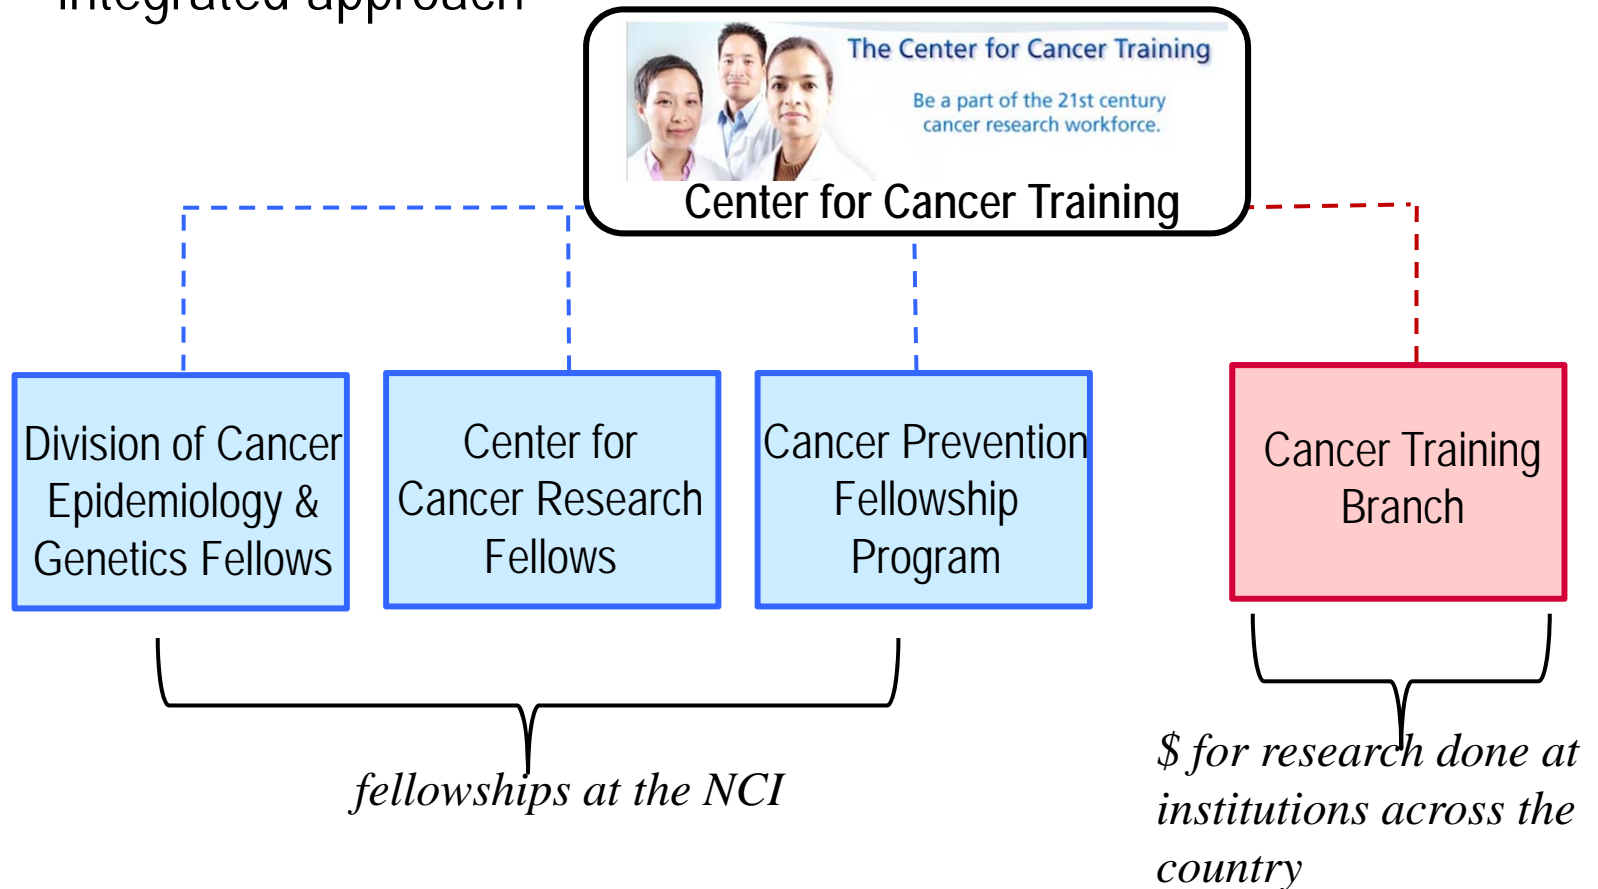 integrated approach
The Center for Cancer Training
Be a part of the 21st century
cancer research workforce.
Center for Cancer Training
Division of Cancer
Epidemiology &
Genetics Fellows
Center for
Cancer Research
Fellows
Cancer Prevention
Fellowship
Program
Cancer Training
Branch
fellowships at the NCI
$ for research done at
institutions across the
country